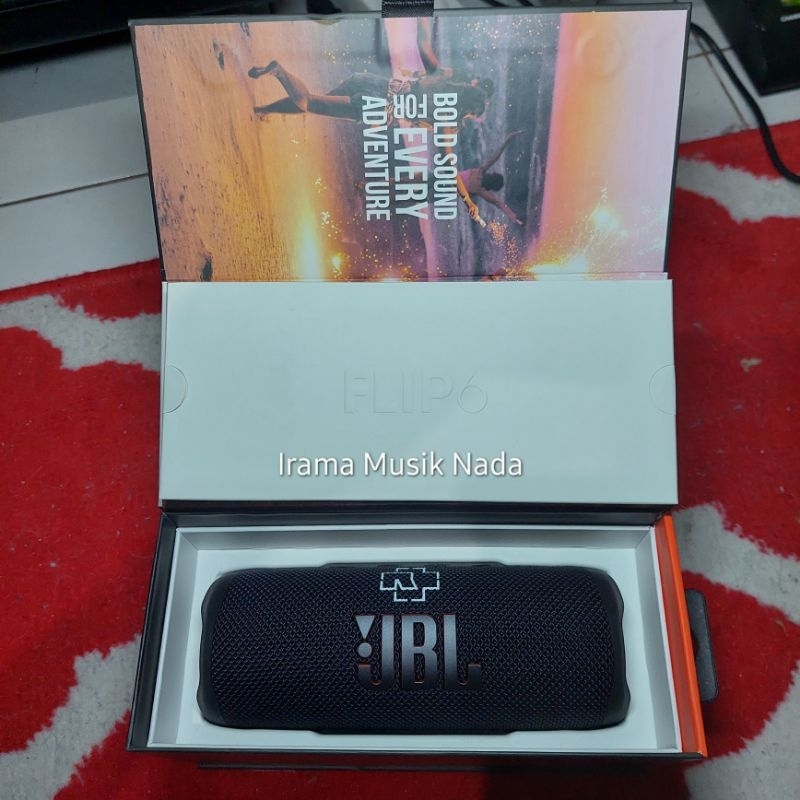 BOLD SOUND
FOR EVERY
ADVENTURE
FLIP6
Irama Musik Nada
JBL